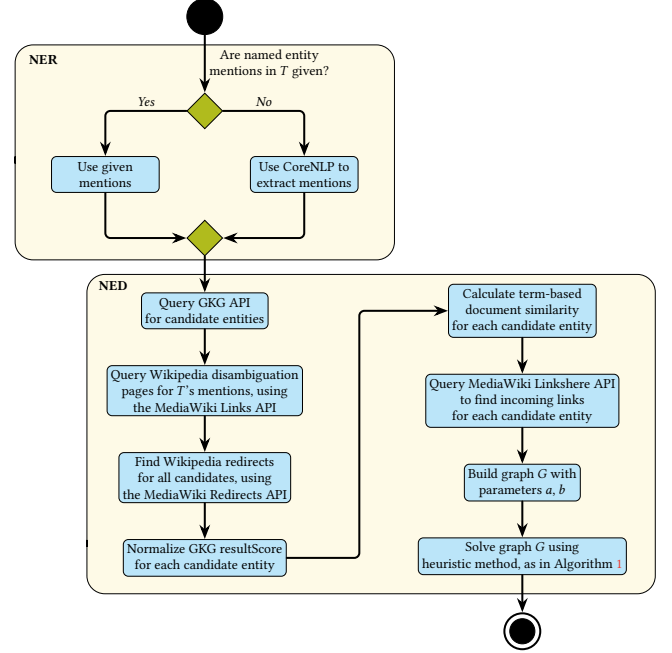 NER
Are named entity
mentions in T given?
Yes
No
Use given
mentions
Use CoreNLP to
extract mentions
NED
Query GKG API
for candidate entities
Query Wikipedia disambiguation
pages for T's mentions, using
the MediaWiki Links API
Find Wikipedia redirects
for all candidates, using
the MediaWiki Redirects API
Normalize GKG resultScore
for each candidate entity
Calculate term-based
document similarity
for each candidate entity
Query MediaWiki Linkshere API
to find incoming links
for each candidate entity
Build graph G with
parameters a, b
Solve graph G using
heuristic method, as in Algorithm 1